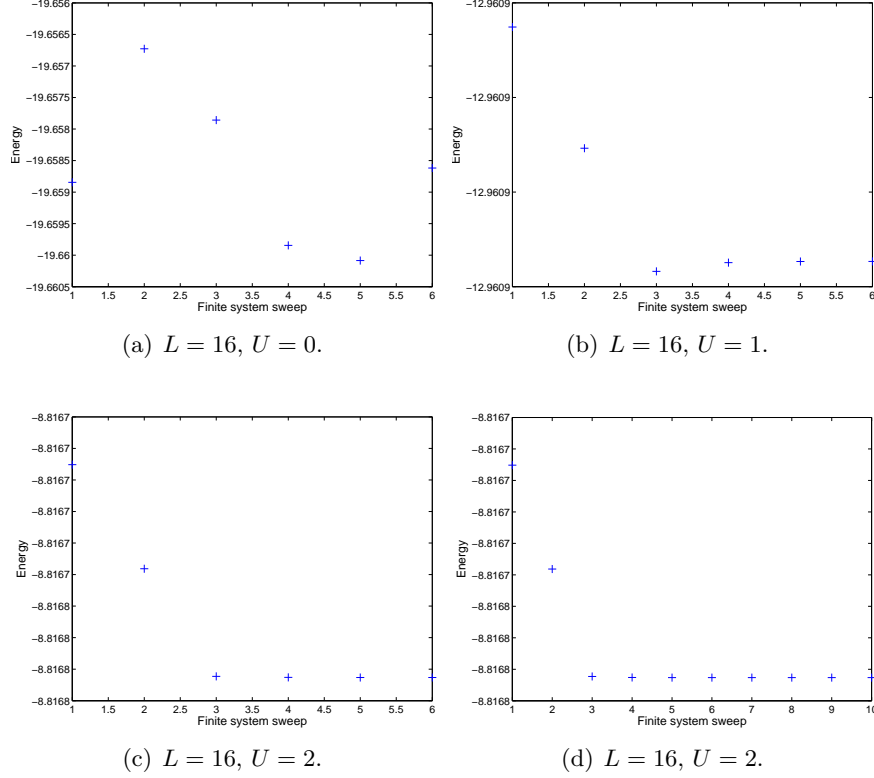 −19.656
−19.6565
−19.657
−19.6575
−19.658
−19.6585
−19.659
−19.6595
−19.66
−19.6605
Energy
1 1.5 2 2.5 3 3.5 4 4.5 5 5.5 6
Finite system sweep
(a) L = 16, U = 0.
−12.9609
−12.9609
−12.9609
−12.9609
Energy
1 1.5 2 2.5 3 3.5 4 4.5 5 5.5 6
Finite system sweep
(b) L = 16, U = 1.
−8.8167
−8.8167
−8.8167
−8.8167
−8.8167
−8.8167
−8.8168
−8.8168
−8.8168
−8.8168
Energy
1 1.5 2 2.5 3 3.5 4 4.5 5 5.5 6
Finite system sweep
(c) L = 16, U = 2.
−8.8167
−8.8167
−8.8167
−8.8167
−8.8167
−8.8167
−8.8168
−8.8168
−8.8168
−8.8168
Energy
1 2 3 4 5 6 7 8 9 10
Finite system sweep
(d) L = 16, U = 2.